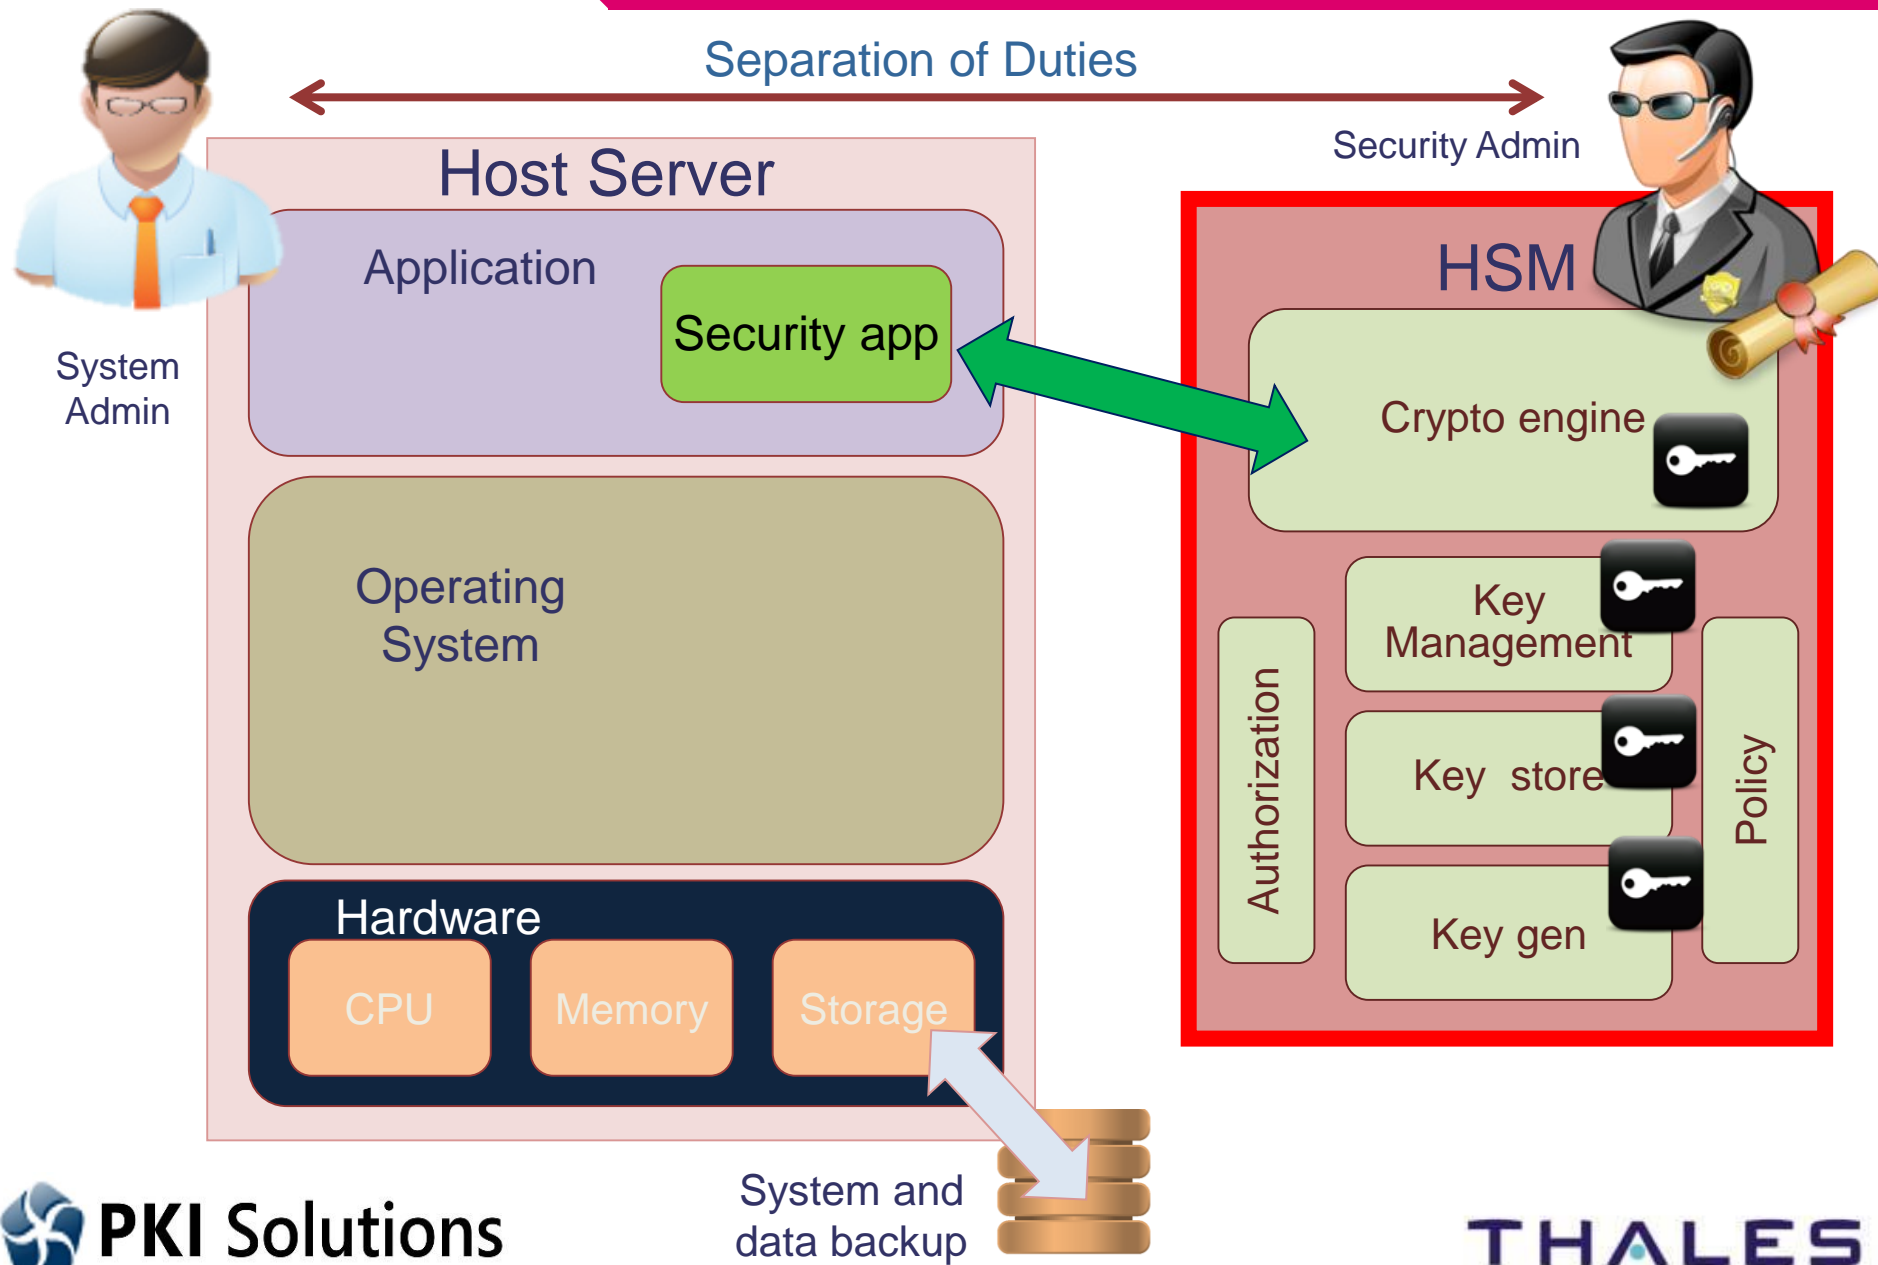 Separation of Duties
Security Admin
Host Server
HSM
Application
Security app
System
Admin
Crypto engine
Operating
System
Key
Management
Authorization
Key store
Policy
Key gen
Hardware
CPU
Memory
Storage
System and
data backup
PKI Solutions
THALES